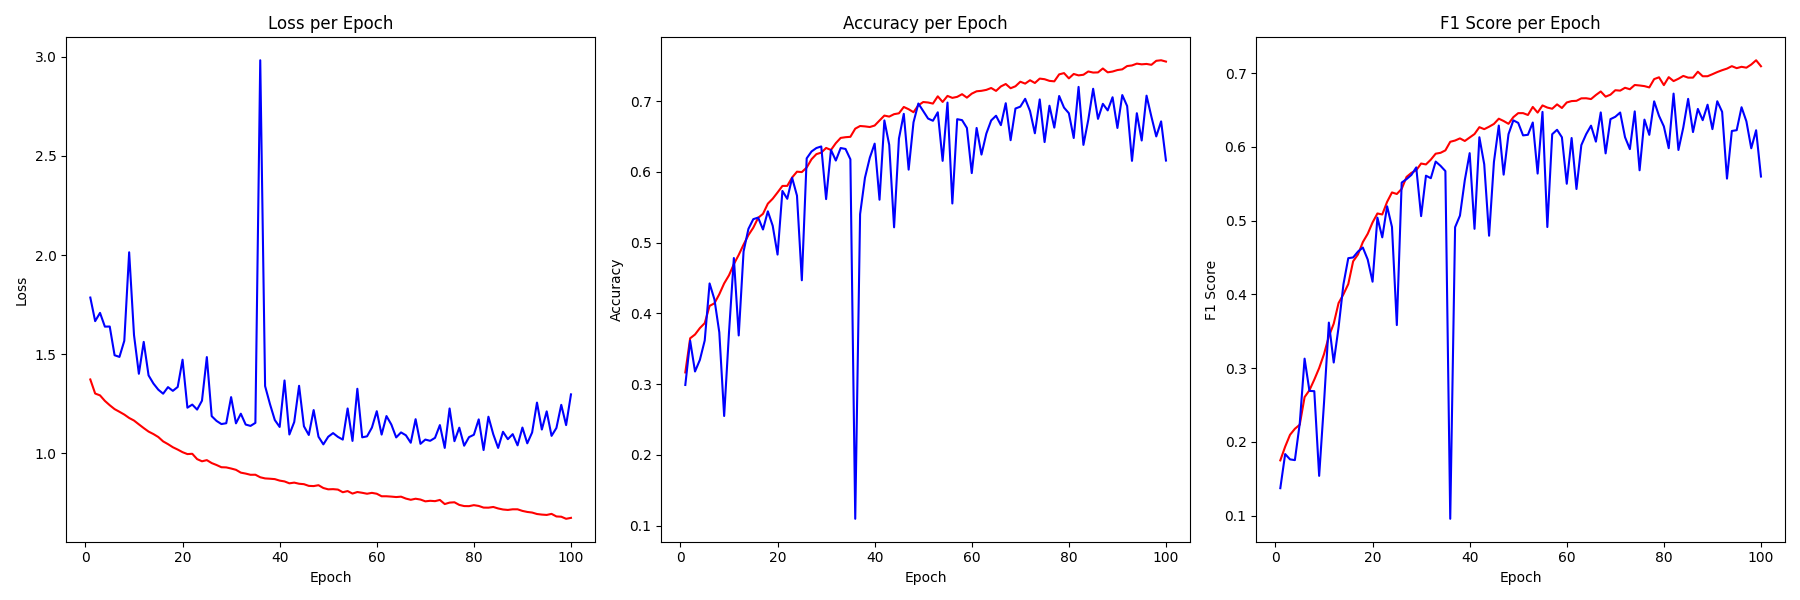 Loss per Epoch
3.0
2.5
2.0
1.5
1.0
Loss
0 20 40 60 80 100
Epoch
Accuracy per Epoch
0.7
0.6
0.5
0.4
0.3
0.2
0.1
Accuracy
0 20 40 60 80 100
Epoch
F1 Score per Epoch
0.7
0.6
0.5
0.4
0.3
0.2
0.1
F1 Score
0 20 40 60 80 100
Epoch